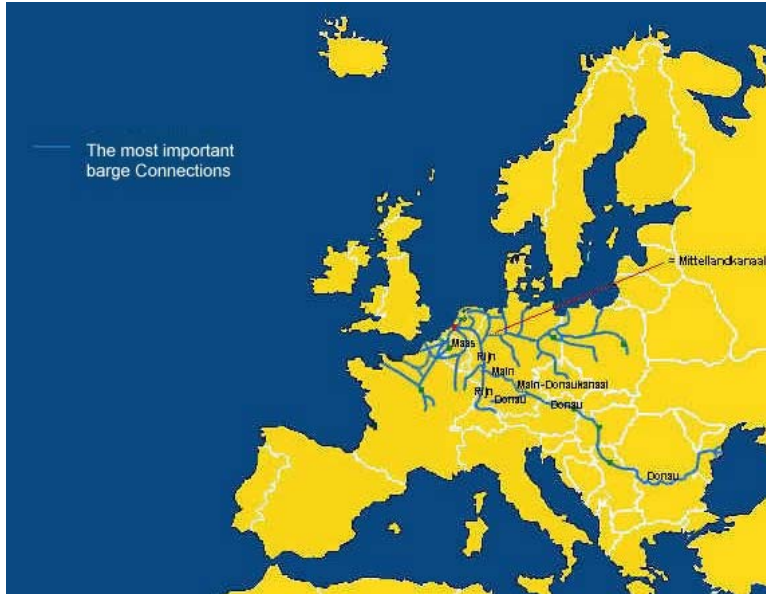 The most important
barge Connections
= Mittellandkanaal
Maas
Rijn
Main
Main-Donaukanaal
Rijn
Donau
Donau
Donau